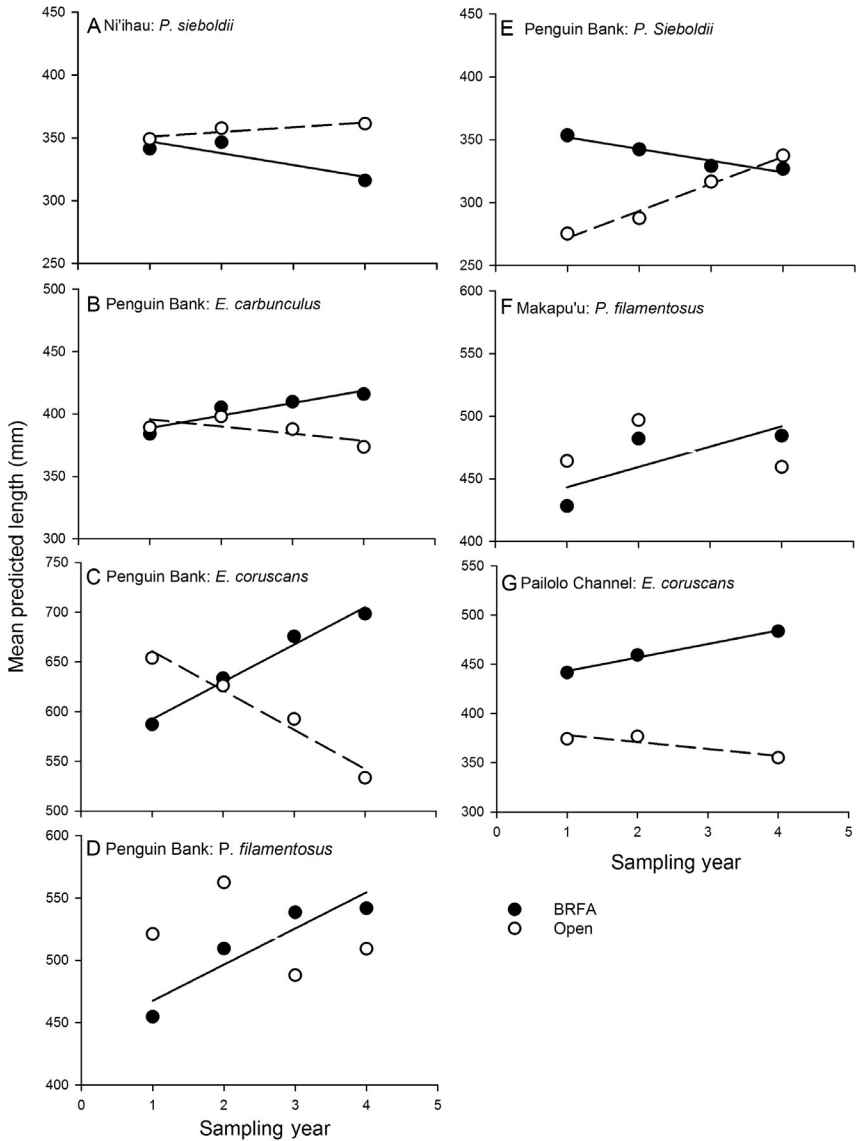 A Ni'ihau: P. sieboldii
450
400
350
300
250
B Penguin Bank: E. carbunculus
500
450
400
350
300
C Penguin Bank: E. coruscans
750
700
650
600
550
500
D Penguin Bank: P. filamentosus
600
550
500
450
400
0 1 2 3 4 5
Sampling year
Mean predicted length (mm)
E Penguin Bank: P. Sieboldii
450
400
350
300
250
F Makapu'u: P. filamentosus
600
550
500
450
400
G Pailolo Channel: E. coruscans
550
500
450
400
350
300
0 1 2 3 4 5
Sampling year
BRFA
Open